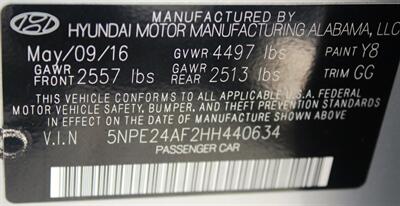 MANUFACTURED BY
HYUNDAI MOTOR MANUFACTURING ALABAMA, LLC
May/09/16 GVWR 4497 lbs PAINT Y8
GAWR FRONT 2557 lbs GAWR REAR 2513 lbs TRIM GG
THIS VEHICLE CONFORMS TO ALL APPLICABLE U.S. FEDERAL
MOTOR VEHICLE SAFETY, BUMPER, AND THEFT PREVENTION STANDARDS
IN EFFECT ON THE DATE OF MANUFACTURE SHOWN ABOVE.
V.I.N 5NPE24AF2HH440634
PASSENGER CAR